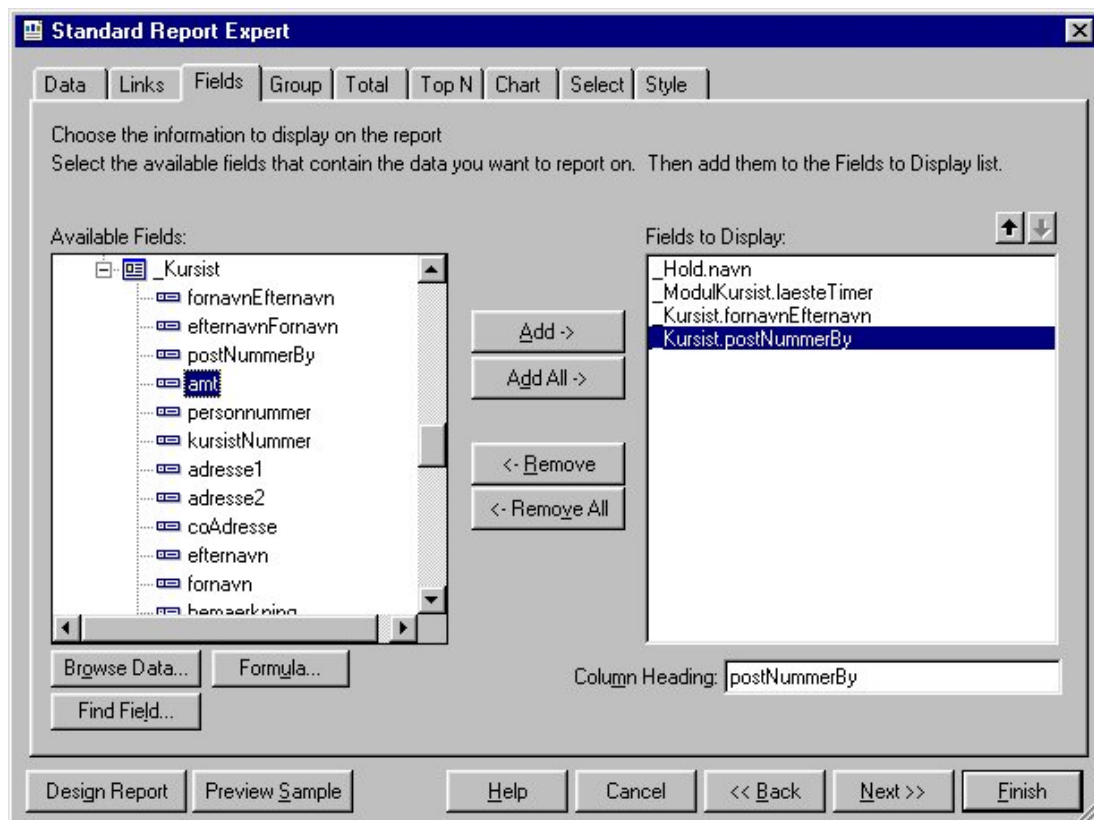 Standard Report Expert
Data Links Fields Group Total Top N Chart Select Style
Choose the information to display on the report
Select the available fields that contain the data you want to report on. Then add them to the Fields to Display list.
Available Fields:
_Kursist
fornavnEfternavn
efternavnFornavn
postNummerBy
amt
personnummer
kursistNummer
adresse1
adresse2
coAdresse
efternavn
fornavn
bemaerkning
Add ->
Add All ->
<- Remove
<- Remove All
Fields to Display:
_Hold.navn
_ModulKursist.laesteTimer
_Kursist.fornavnEfternavn
_Kursist.postNummerBy
Browse Data... Formula...
Find Field...
Column Heading: postNummerBy
Design Report Preview Sample Help Cancel << Back Next >> Finish